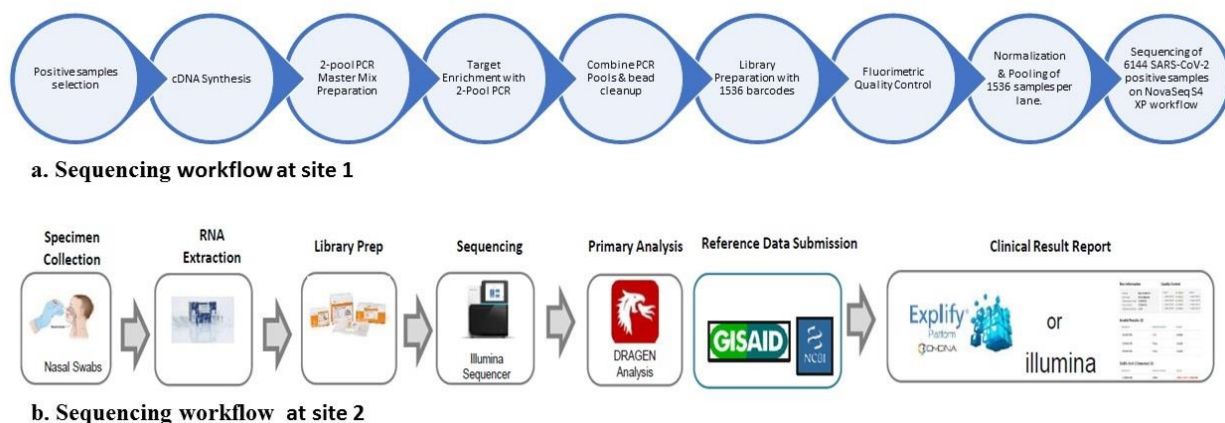 Positive samples
selection
cDNA Synthesis
2-pool PCR
Master Mix
Preparation
Target
Enrichment with
2-Pool PCR
Combine PCR
Pools & bead
cleanup
Library
Preparation with
1536 barcodes
Fluorimetric
Quality Control
Normalization
& Pooling of
1536 samples per
lane.
Sequencing of
6144 SARS-CoV-2
positive samples
on NovaSeq S4
XP workflow
a. Sequencing workflow at site 1
Specimen
Collection
Nasal Swabs
RNA
Extraction
Library Prep
Sequencing
Illumina
Sequencer
Primary Analysis
DRAGEN
Analysis
Reference Data Submission
GISAID
NCBI
Clinical Result Report
Explify
Platform
or
illumina
b. Sequencing workflow at site 2